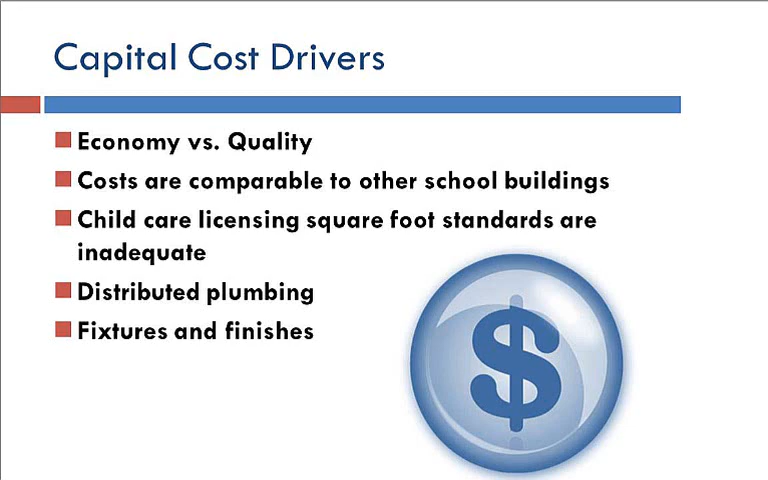 Capital Cost Drivers
Economy vs. Quality
Costs are comparable to other school buildings
Child care licensing square foot standards are
inadequate
Distributed plumbing
Fixtures and finishes
$